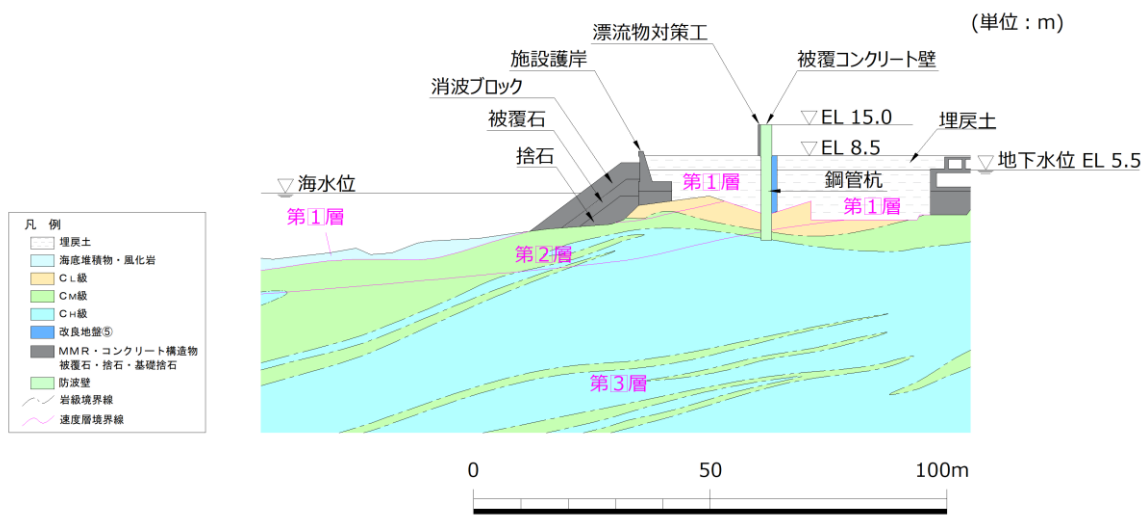 (単位：m)
漂流物対策工
施設護岸
被覆コンクリート壁
消波ブロック
被覆石
捨石
EL 15.0
EL 8.5
埋戻土
地下水位 EL 5.5
海水位
第1層
第1層
鋼管杭
第1層
第2層
第3層
凡　例
埋戻土
海底堆積物・風化岩
CL級
CM級
CH級
改良地盤⑤
MMR・コンクリート構造物
被覆石・捨石・基礎捨石
防波壁
岩級境界線
速度層境界線
0
50
100m